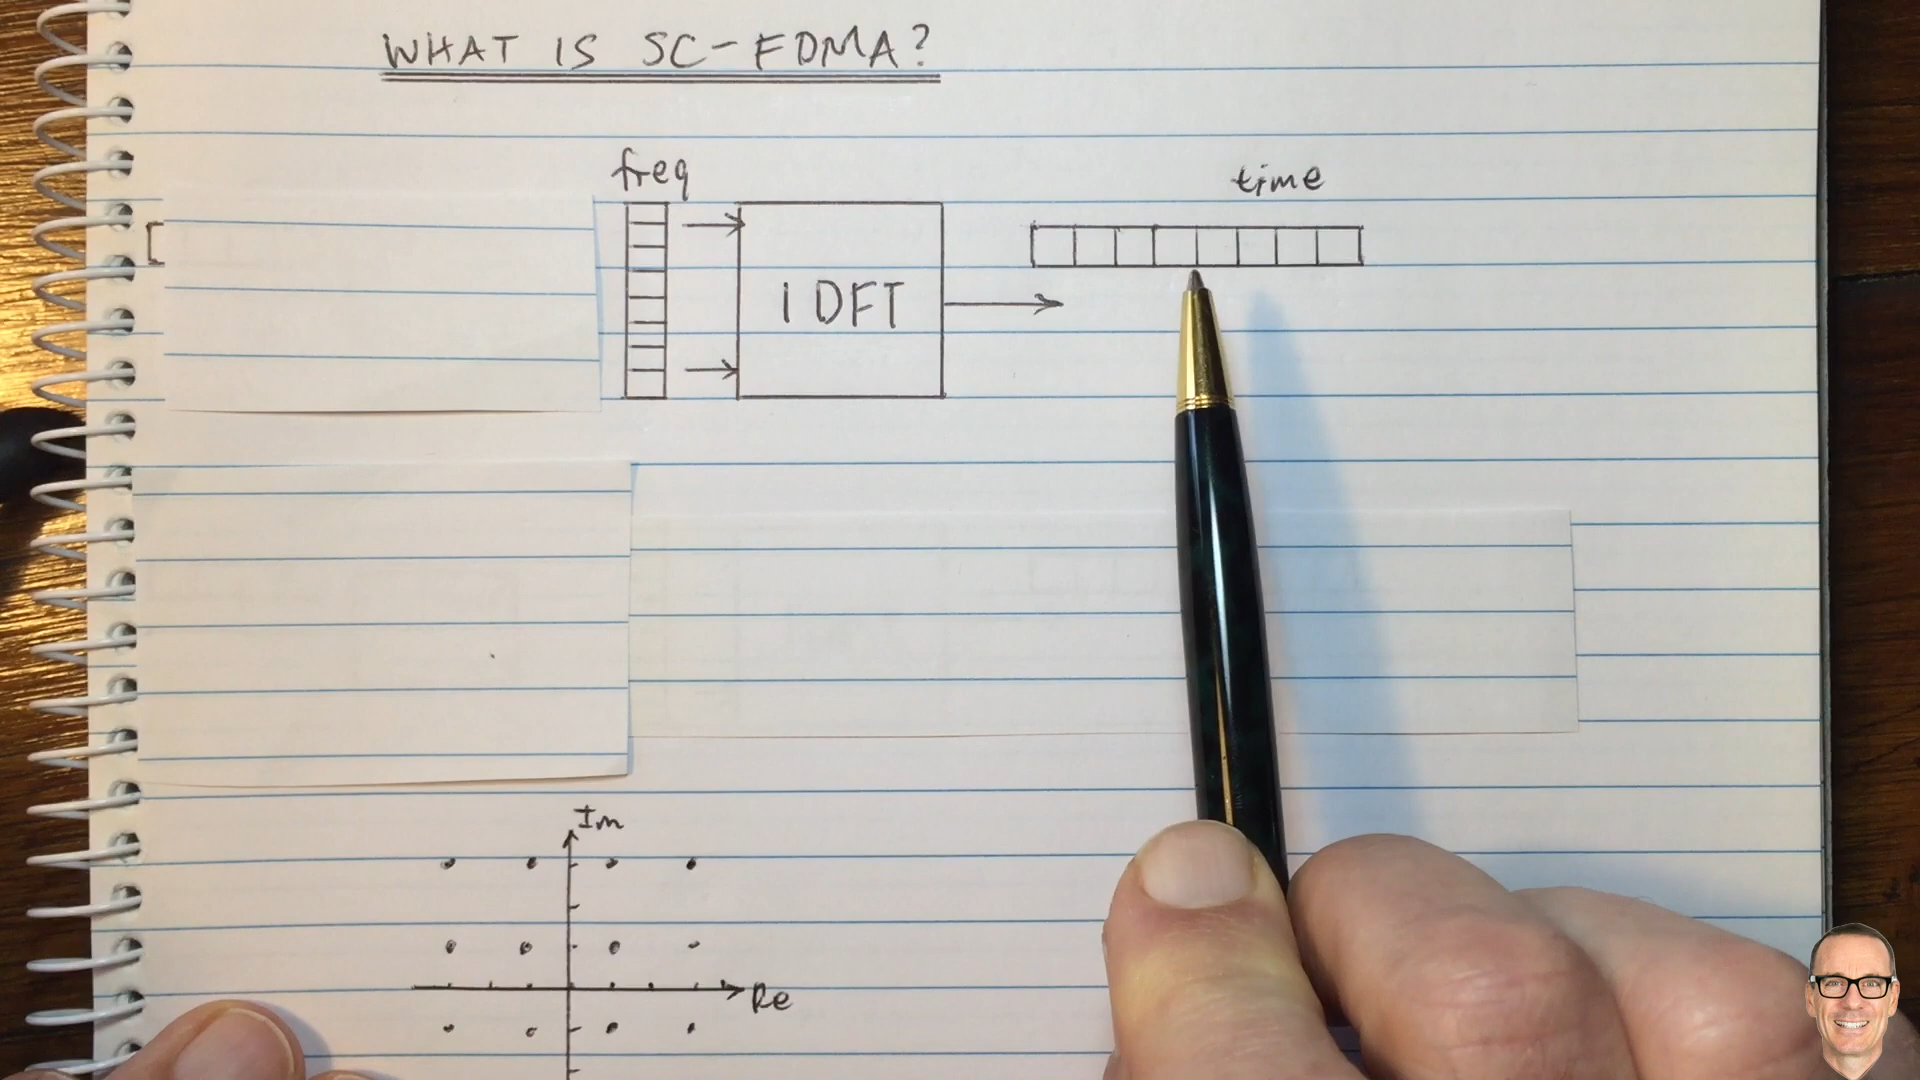 WHAT IS SC-FDMA?
freq
time
IDFT
Im
Re